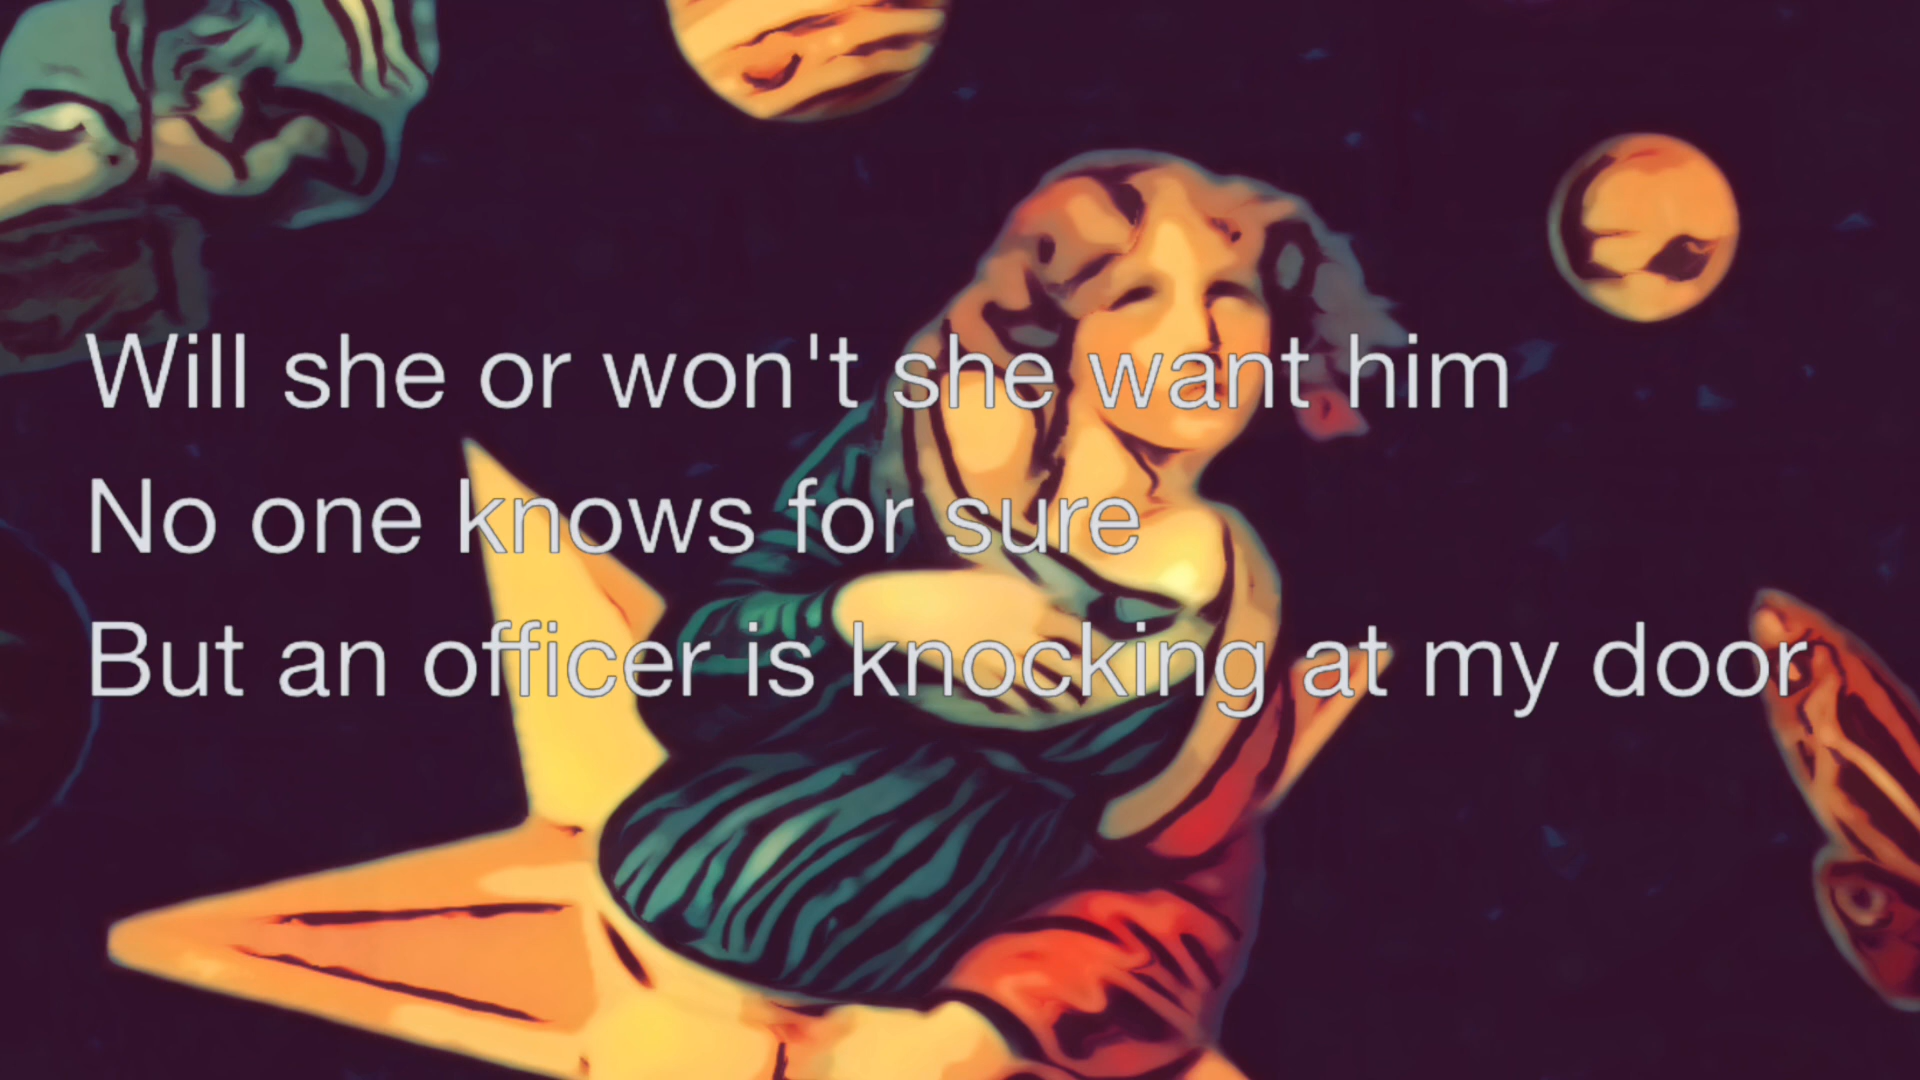 Will she or won't she want him
No one knows for sure
But an officer is knocking at my door